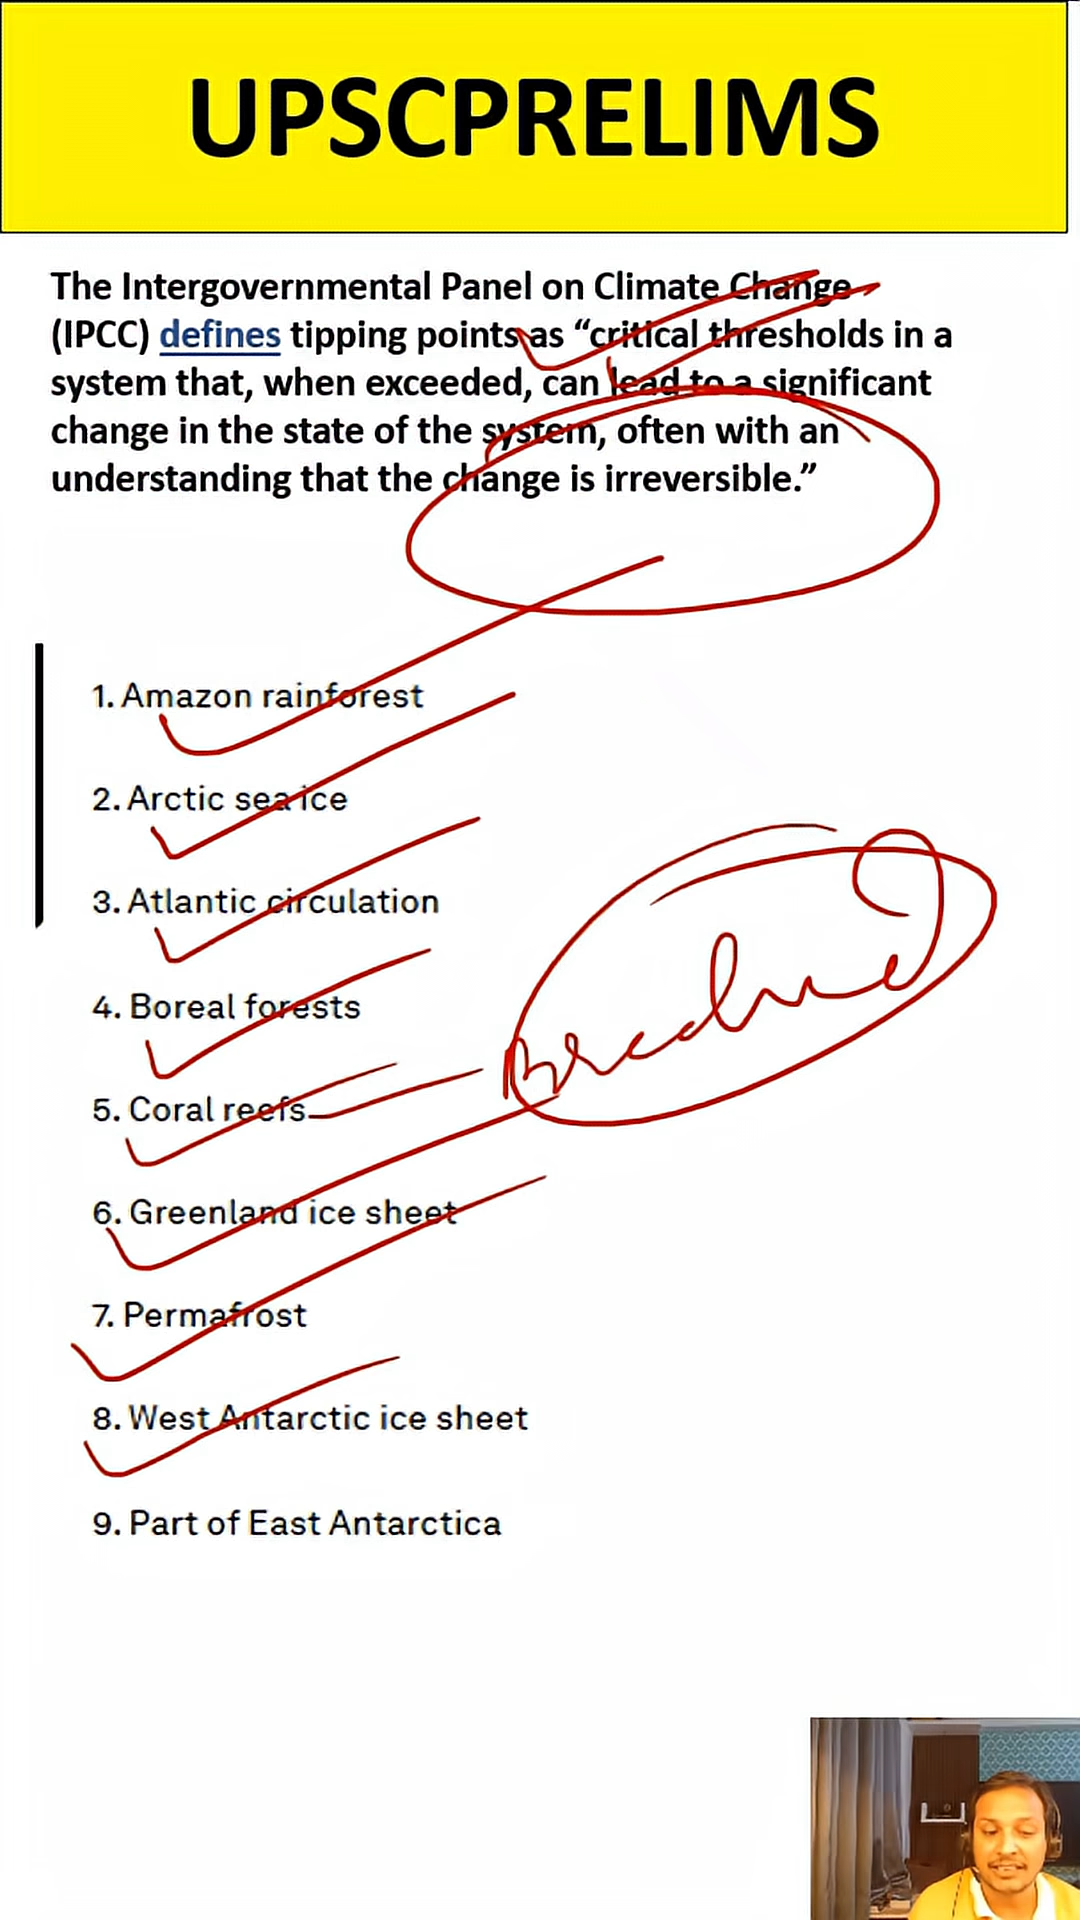 UPSCPRELIMS
The Intergovernmental Panel on Climate Change
(IPCC) defines tipping points as “critical thresholds in a
system that, when exceeded, can lead to a significant
change in the state of the system, often with an
understanding that the change is irreversible.”
1. Amazon rainforest
2. Arctic sea ice
3. Atlantic circulation
4. Boreal forests
5. Coral reefs
6. Greenland ice sheet
7. Permafrost
8. West Antarctic ice sheet
9. Part of East Antarctica